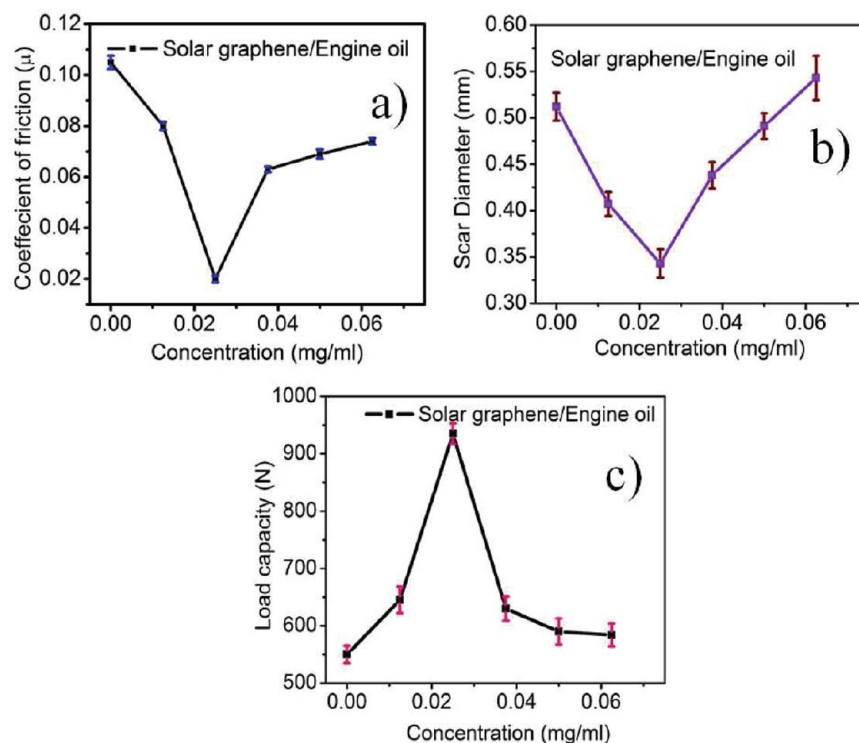 Solar graphene/Engine oil
a)
0.10
0.08
0.06
0.04
0.02
Coeffecient of friction (μ)
0.00 0.02 0.04 0.06
Concentration (mg/ml)
Solar graphene/Engine oil
b)
0.55
0.50
0.45
0.40
0.35
0.30
Scar Diameter (mm)
0.00 0.02 0.04 0.06
Concentration (mg/ml)
Solar graphene/Engine oil
c)
1000
900
800
700
600
500
Load capacity (N)
0.00 0.02 0.04 0.06
Concentration (mg/ml)